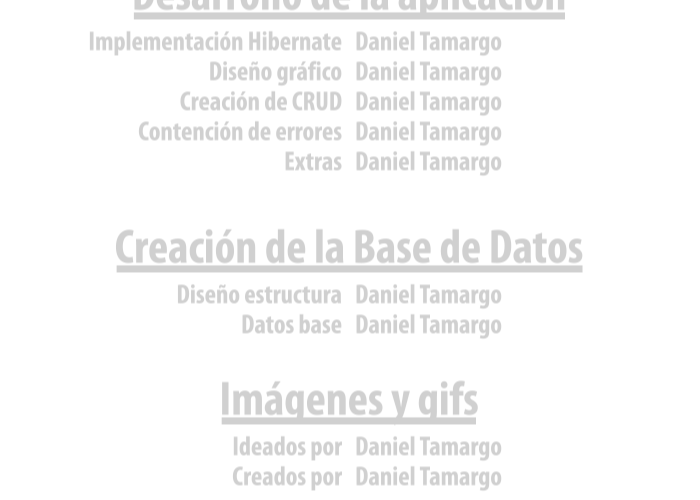 Desarrollo de la aplicación
Implementación Hibernate Daniel Tamargo
Diseño gráfico Daniel Tamargo
Creación de CRUD Daniel Tamargo
Contención de errores Daniel Tamargo
Extras Daniel Tamargo
Creación de la Base de Datos
Diseño estructura Daniel Tamargo
Datos base Daniel Tamargo
Imágenes y gifs
Ideados por Daniel Tamargo
Creados por Daniel Tamargo